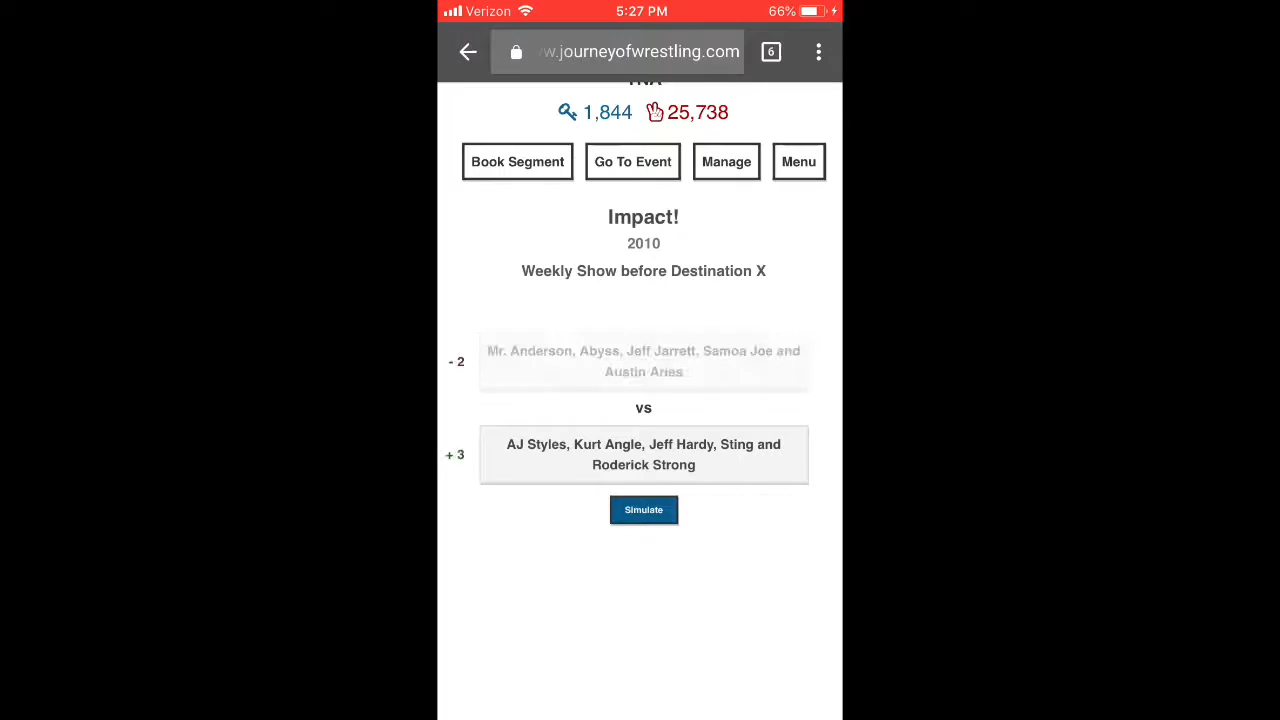 Verizon 5:27 PM 66%
w.journeyofwrestling.com 6
TNA
1,844 25,738
Book Segment Go To Event Manage Menu
Impact!
2010
Weekly Show before Destination X
- 2 Mr. Anderson, Abyss, Jeff Jarrett, Samoa Joe and
Austin Aries
vs
+ 3 AJ Styles, Kurt Angle, Jeff Hardy, Sting and
Roderick Strong
Simulate